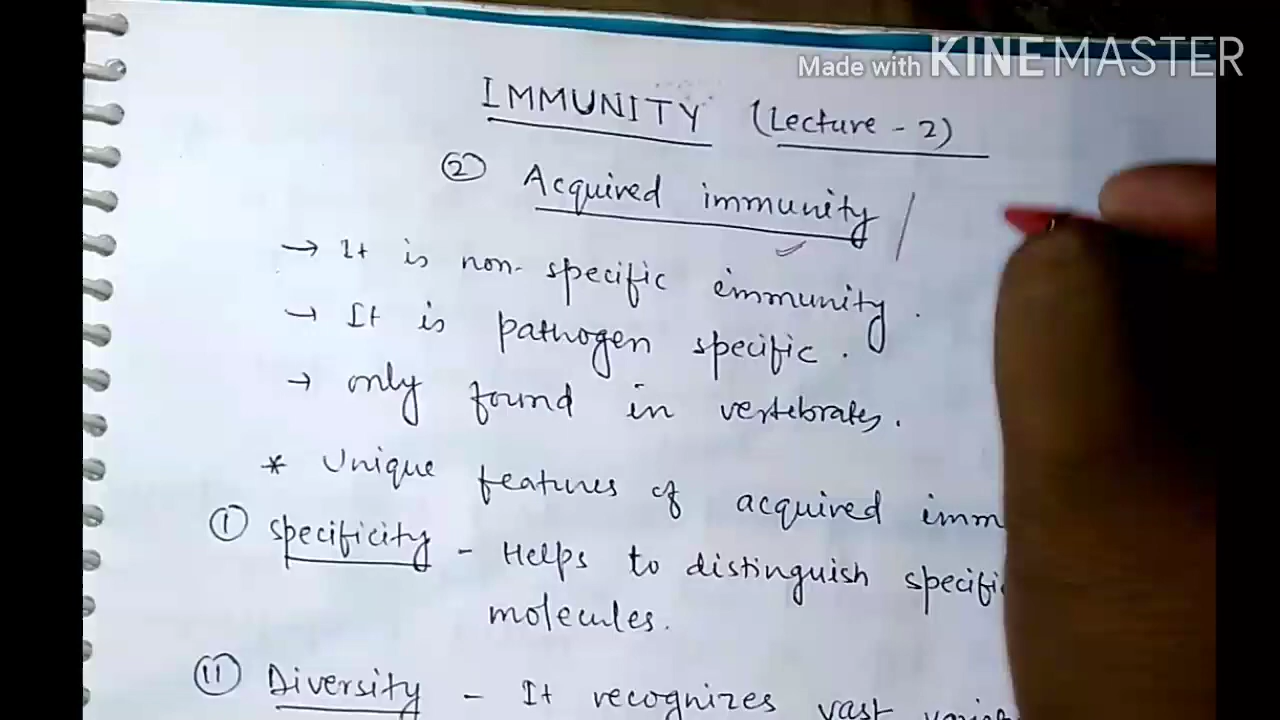 Made with KINEMASTER
IMMUNITY (Lecture - 2)
② Acquired immunity
→ It is non-specific immunity.
→ It is pathogen specific.
→ only found in vertebrates.
* Unique features of acquired imm
① Specificity - Helps to distinguish specific
molecules.
⑪ Diversity - It recognizes vast